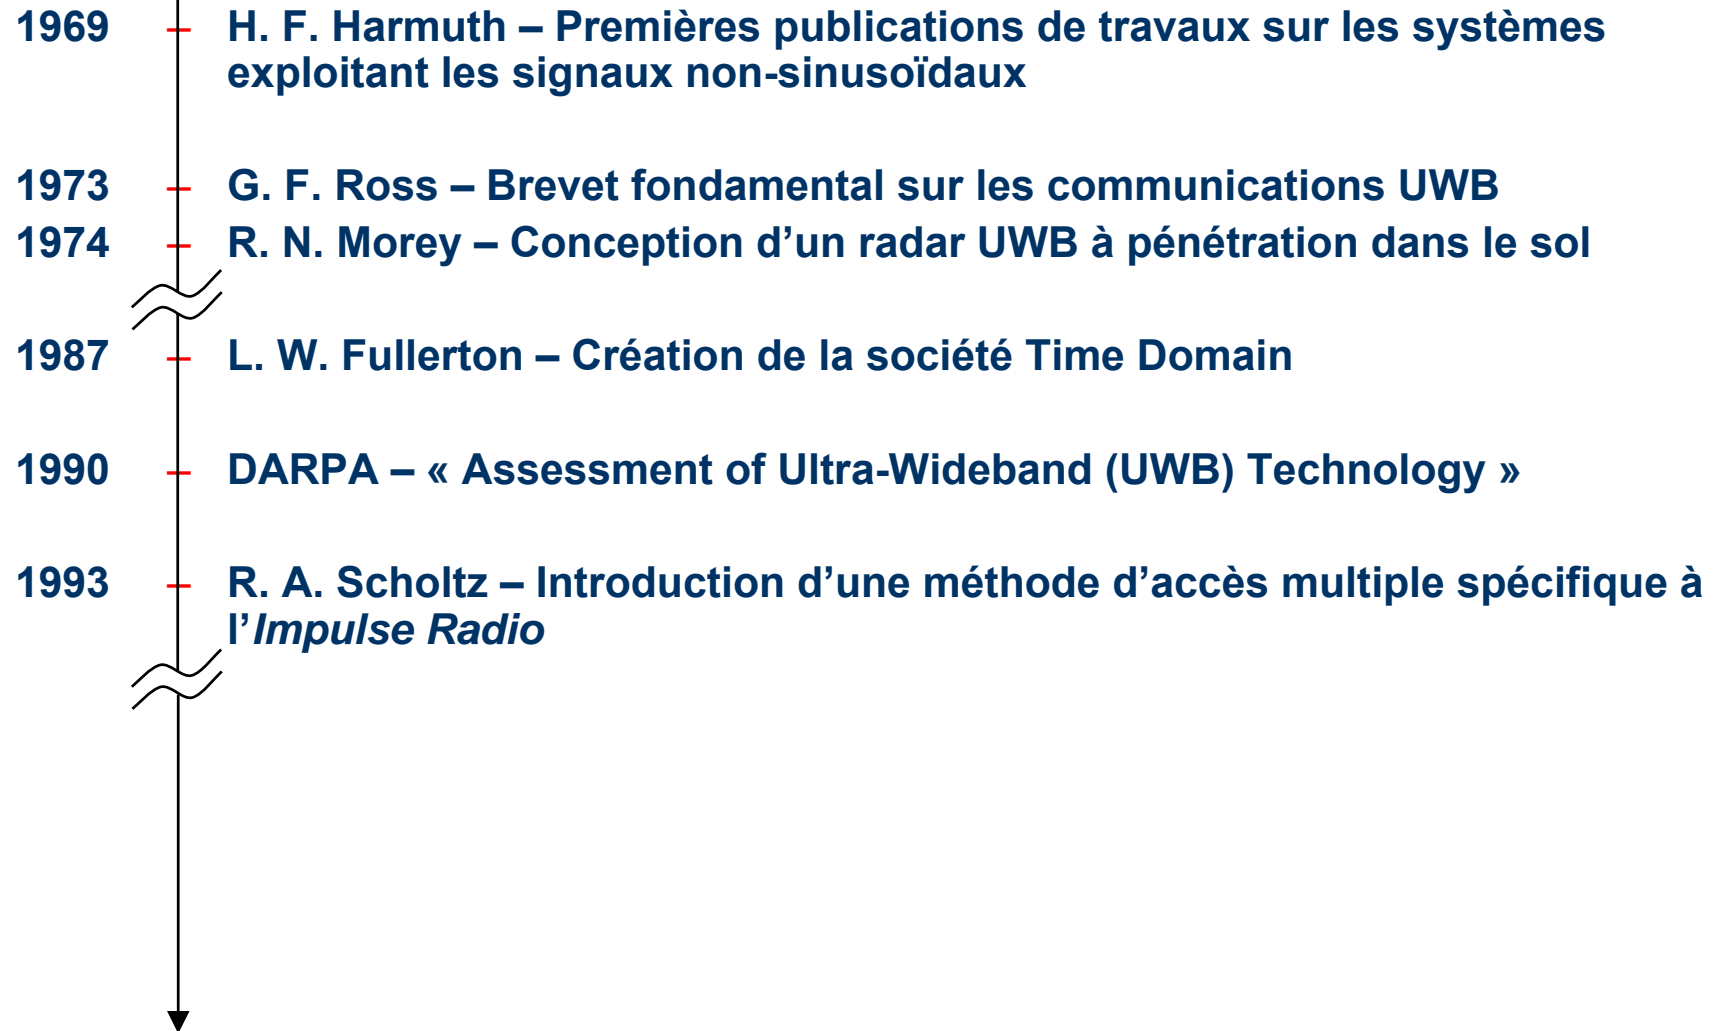 1969 H. F. Harmuth – Premières publications de travaux sur les systèmes
exploitant les signaux non-sinusoïdaux
1973 G. F. Ross – Brevet fondamental sur les communications UWB
1974 R. N. Morey – Conception d’un radar UWB à pénétration dans le sol
1987 L. W. Fullerton – Création de la société Time Domain
1990 DARPA – « Assessment of Ultra-Wideband (UWB) Technology »
1993 R. A. Scholtz – Introduction d’une méthode d’accès multiple spécifique à
l’Impulse Radio